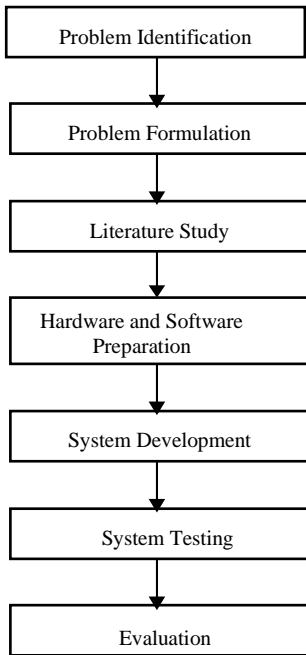 Problem Identification
Problem Formulation
Literature Study
Hardware and Software
Preparation
System Development
System Testing
Evaluation